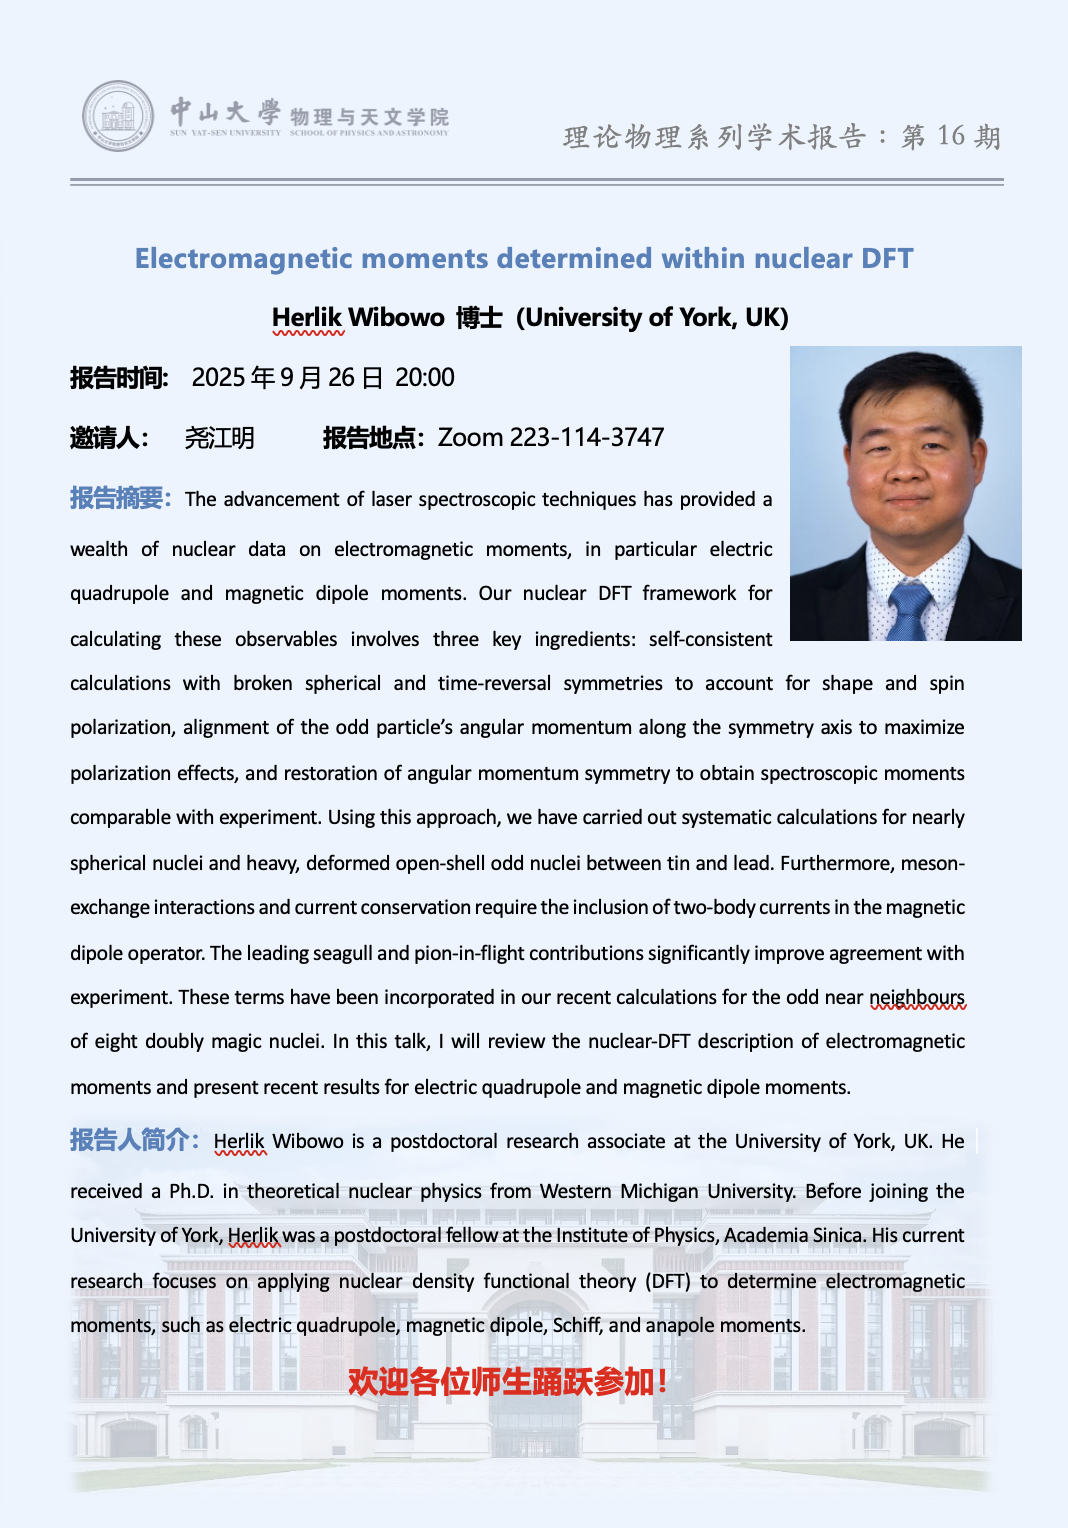 中山大学 物理与天文学院
SUN YAT-SEN UNIVERSITY SCHOOL OF PHYSICS AND ASTRONOMY
理论物理系列学术报告：第 16 期
Electromagnetic moments determined within nuclear DFT
Herlik Wibowo 博士 (University of York, UK)
报告时间: 2025 年 9 月 26 日 20:00
邀请人： 尧江明 报告地点：Zoom 223-114-3747
报告摘要：The advancement of laser spectroscopic techniques has provided a
wealth of nuclear data on electromagnetic moments, in particular electric
quadrupole and magnetic dipole moments. Our nuclear DFT framework for
calculating these observables involves three key ingredients: self-consistent
calculations with broken spherical and time-reversal symmetries to account for shape and spin
polarization, alignment of the odd particle’s angular momentum along the symmetry axis to maximize
polarization effects, and restoration of angular momentum symmetry to obtain spectroscopic moments
comparable with experiment. Using this approach, we have carried out systematic calculations for nearly
spherical nuclei and heavy, deformed open-shell odd nuclei between tin and lead. Furthermore, meson-
exchange interactions and current conservation require the inclusion of two-body currents in the magnetic
dipole operator. The leading seagull and pion-in-flight contributions significantly improve agreement with
experiment. These terms have been incorporated in our recent calculations for the odd near neighbours
of eight doubly magic nuclei. In this talk, I will review the nuclear-DFT description of electromagnetic
moments and present recent results for electric quadrupole and magnetic dipole moments.
报告人简介：Herlik Wibowo is a postdoctoral research associate at the University of York, UK. He
received a Ph.D. in theoretical nuclear physics from Western Michigan University. Before joining the
University of York, Herlik was a postdoctoral fellow at the Institute of Physics, Academia Sinica. His current
research focuses on applying nuclear density functional theory (DFT) to determine electromagnetic
moments, such as electric quadrupole, magnetic dipole, Schiff, and anapole moments.
欢迎各位师生踊跃参加！